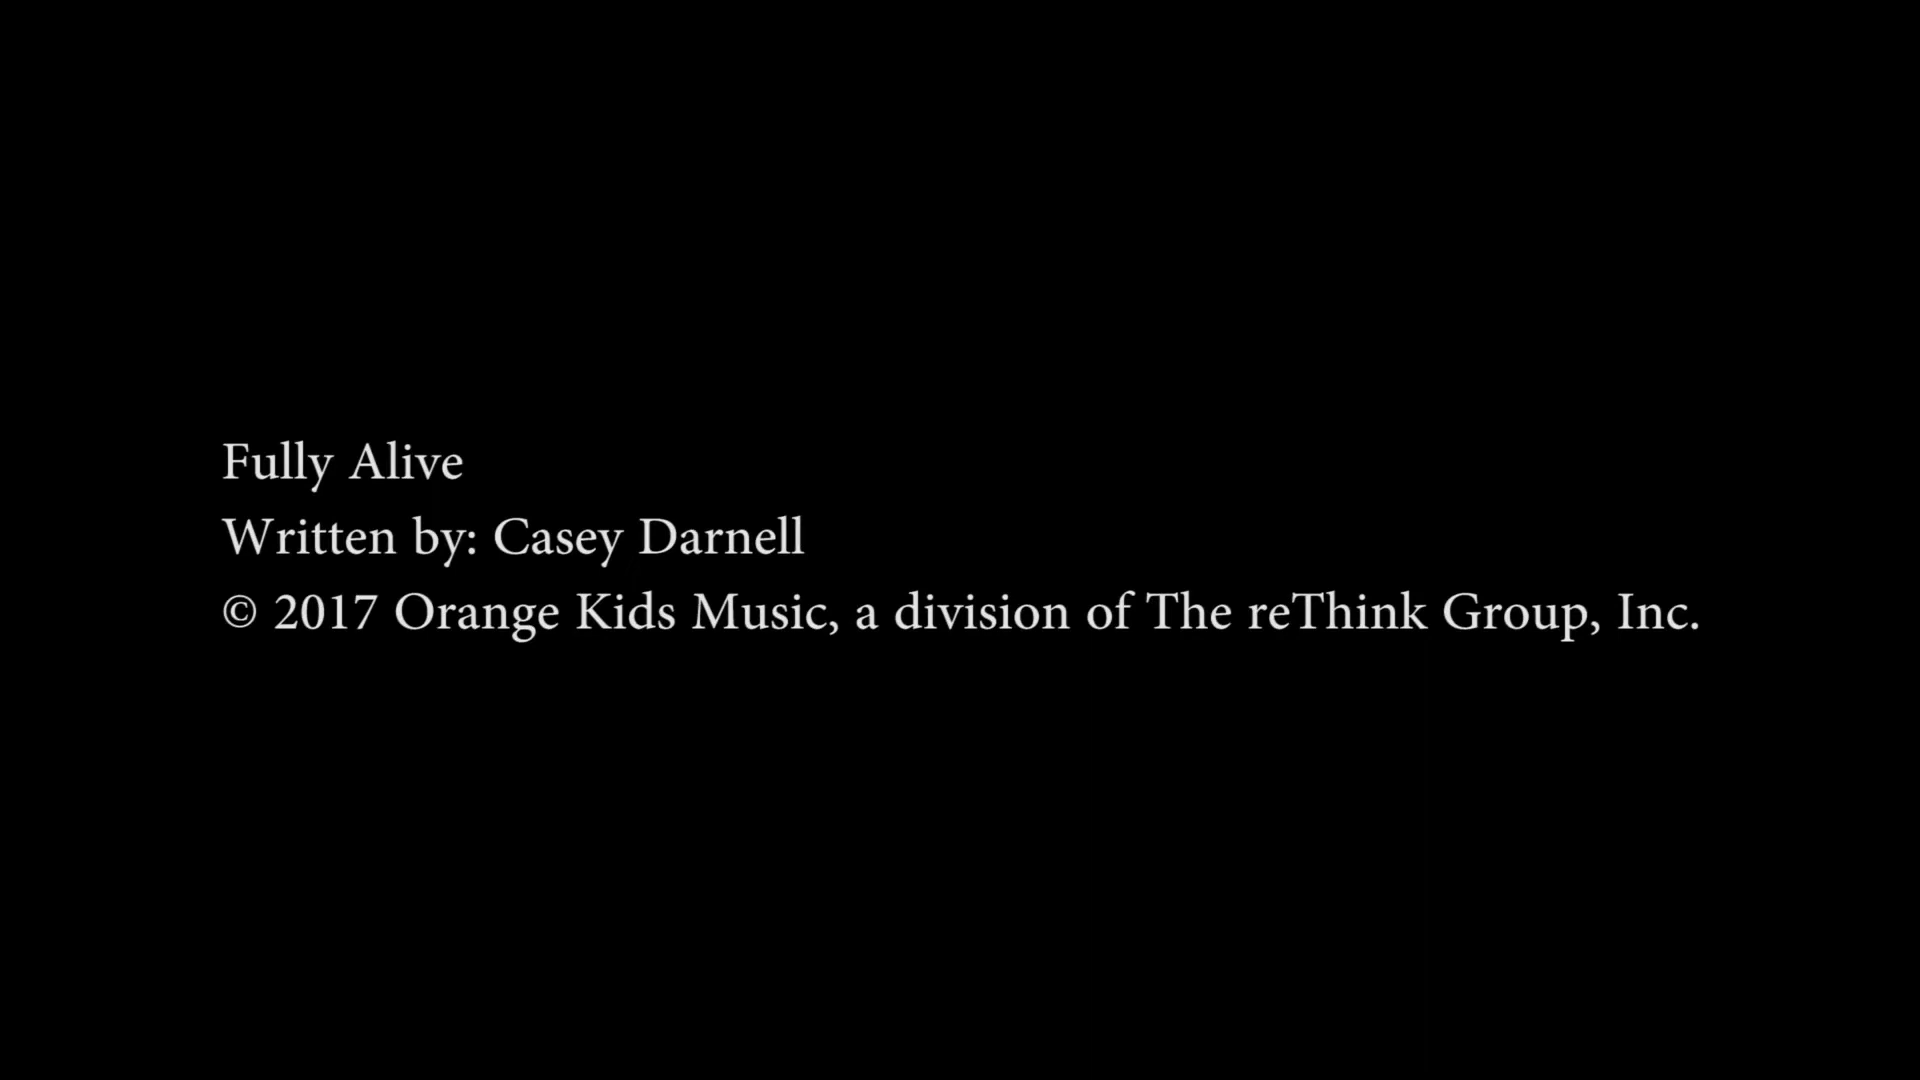 Fully Alive
Written by: Casey Darnell
© 2017 Orange Kids Music, a division of The reThink Group, Inc.